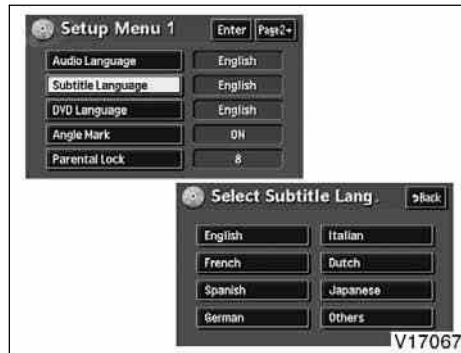 Setup Menu 1 Enter Page2→
Audio Language English
Subtitle Language English
DVD Language English
Angle Mark ON
Parental Lock 8
Select Subtitle Lang. Back
English Italian
French Dutch
Spanish Japanese
German Others
V17067